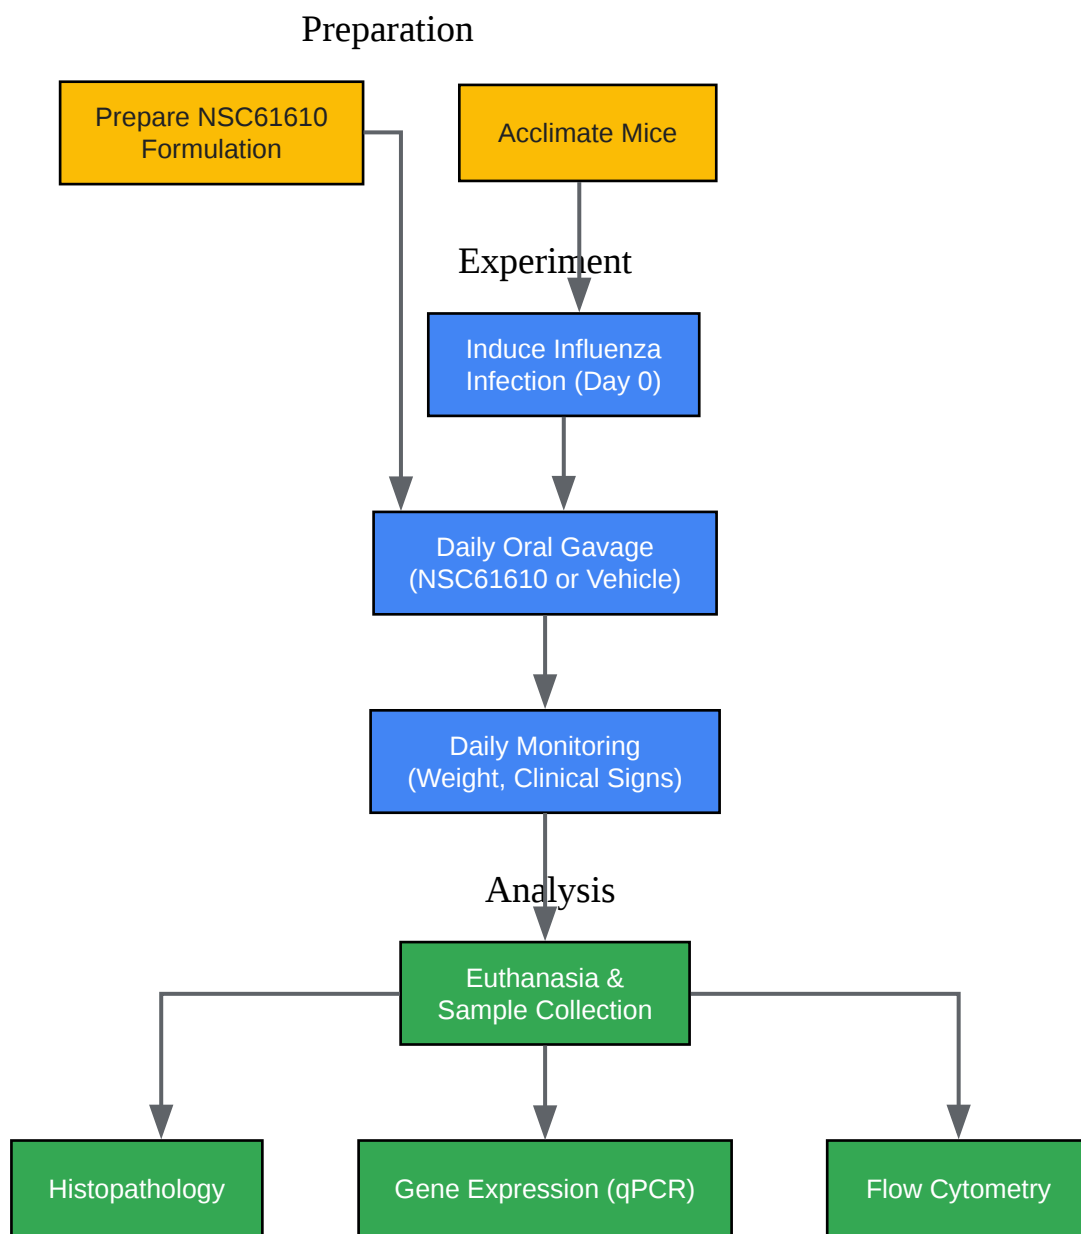 Preparation
Prepare NSC61610
Formulation
Acclimate Mice
Experiment
Induce Influenza
Infection (Day 0)
Daily Oral Gavage
(NSC61610 or Vehicle)
Daily Monitoring
(Weight, Clinical Signs)
Analysis
Euthanasia &
Sample Collection
Histopathology
Gene Expression (qPCR)
Flow Cytometry